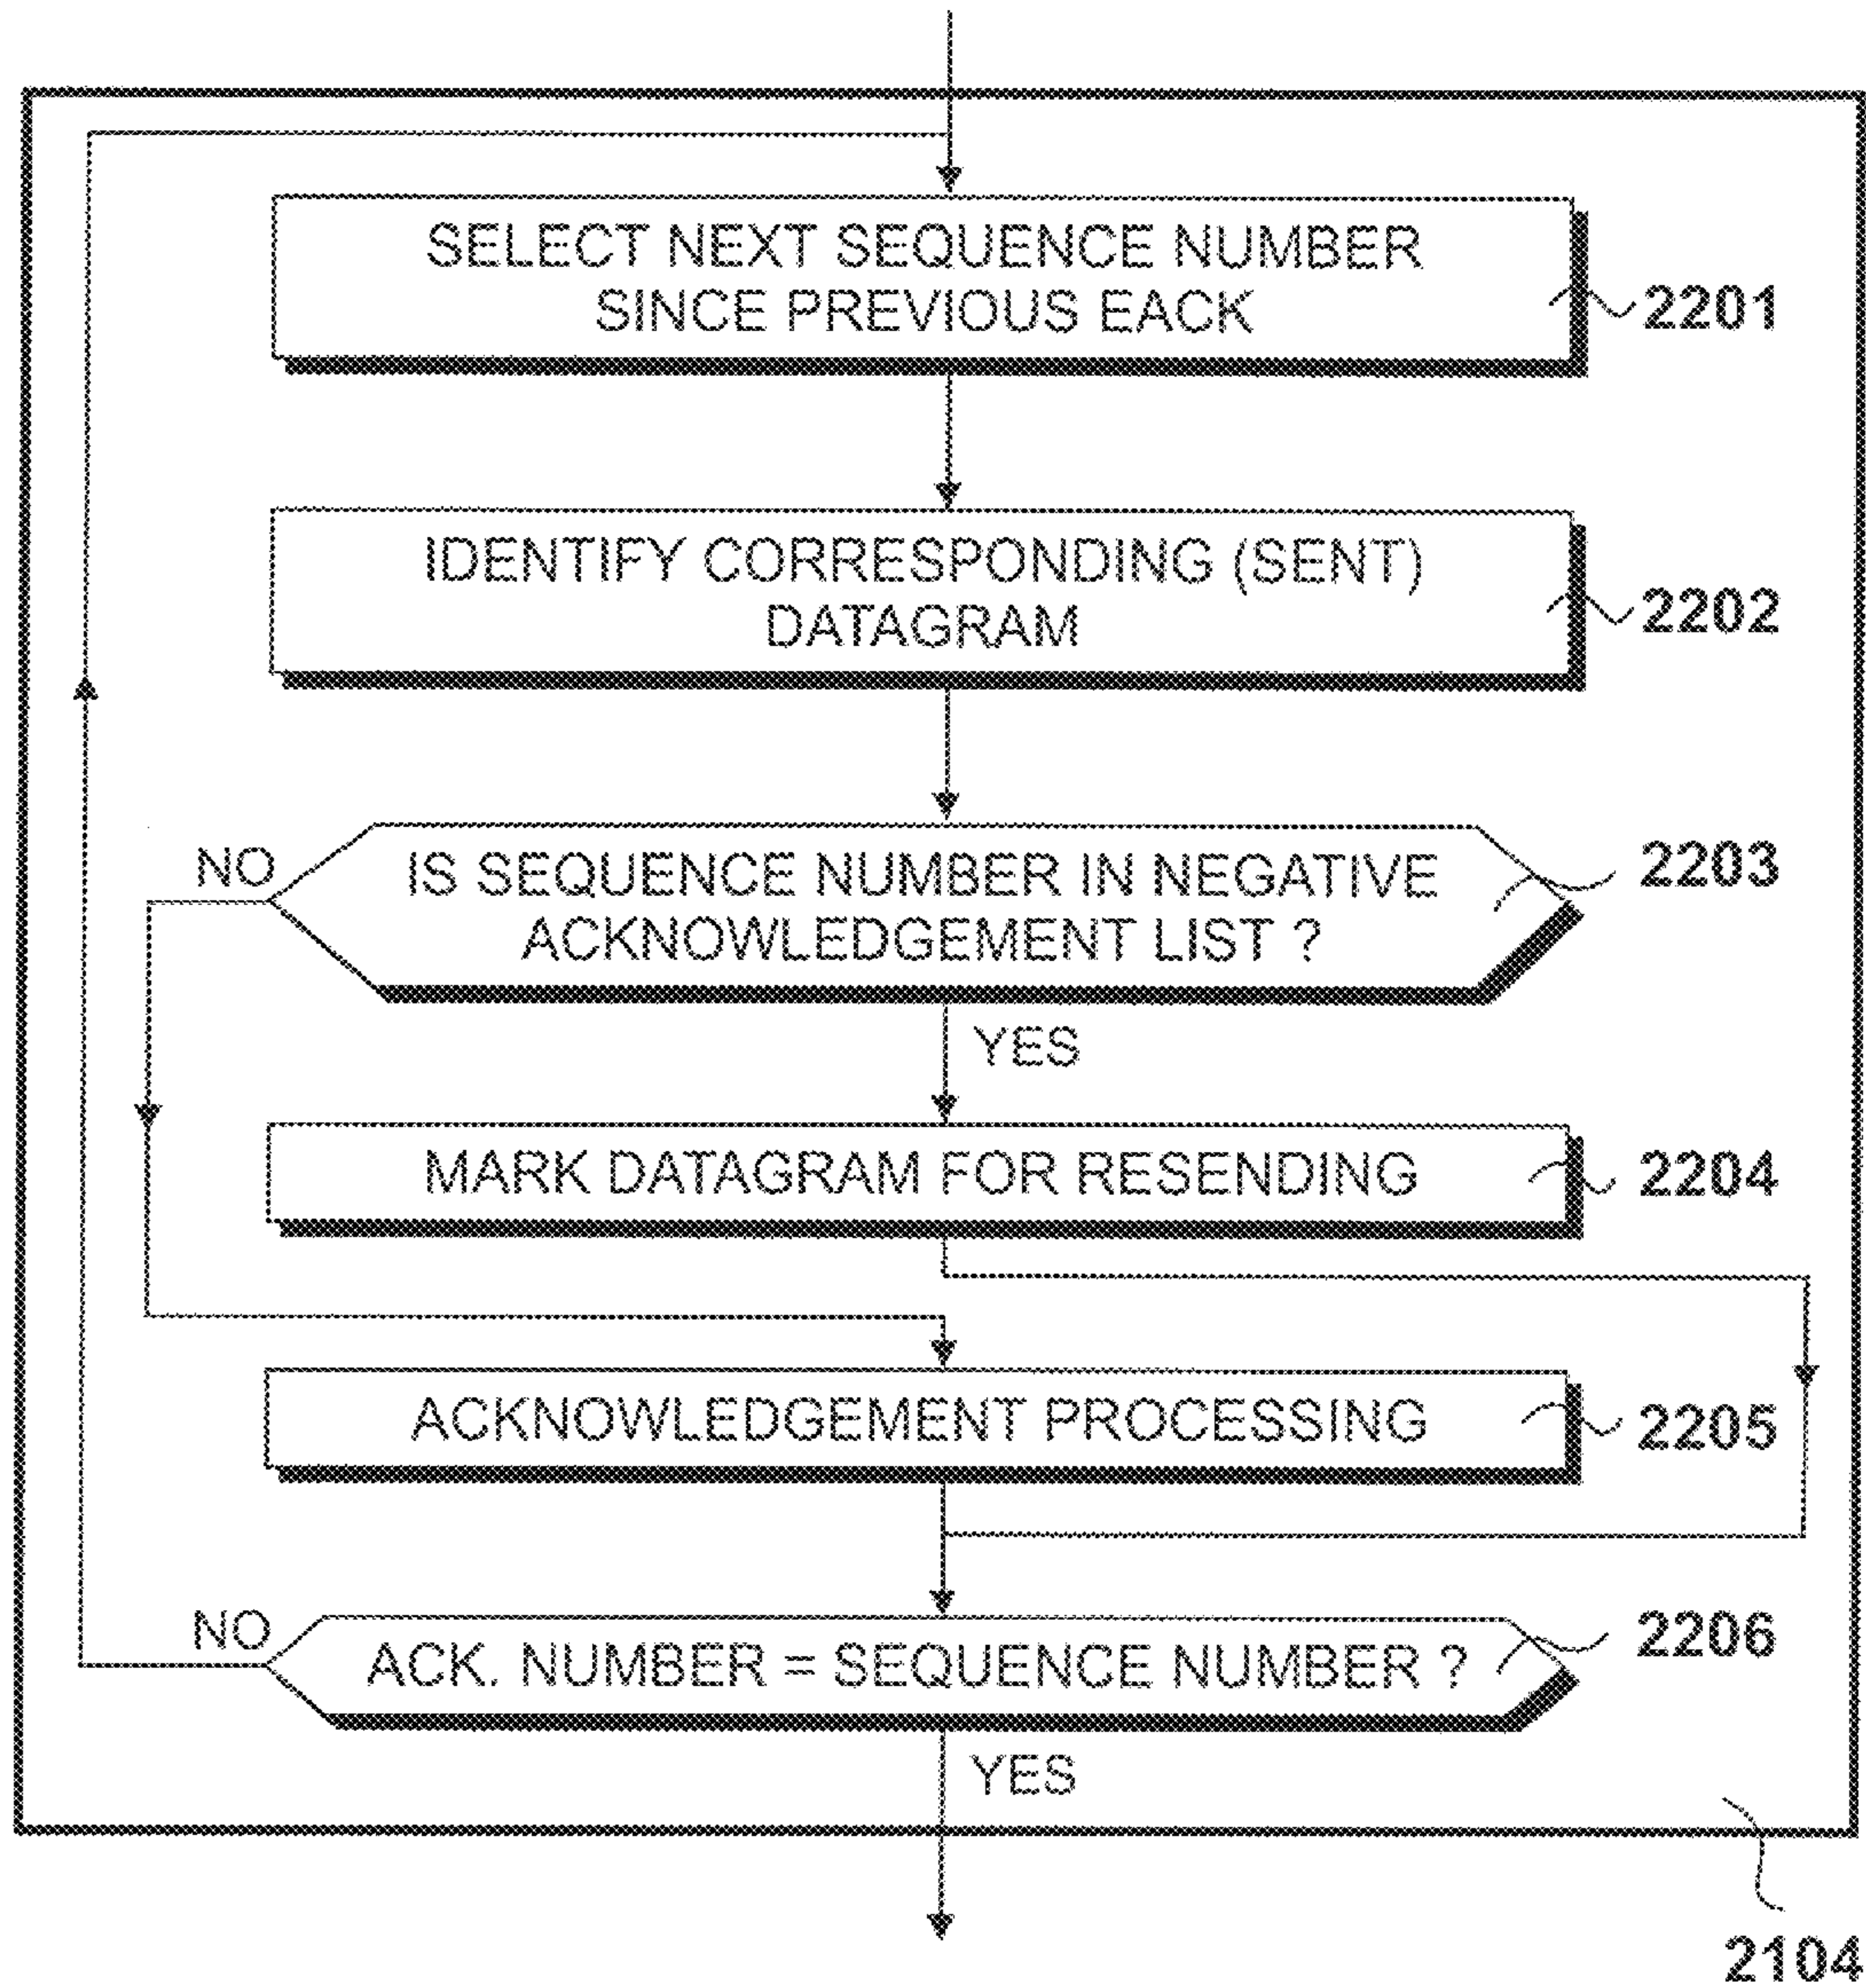 SELECT NEXT SEQUENCE NUMBER
SINCE PREVIOUS EACK
2201
IDENTIFY CORRESPONDING (SENT)
DATAGRAM
2202
NO
IS SEQUENCE NUMBER IN NEGATIVE
ACKNOWLEDGEMENT LIST ?
2203
YES
MARK DATAGRAM FOR RESENDING
2204
ACKNOWLEDGEMENT PROCESSING
2205
NO
ACK. NUMBER = SEQUENCE NUMBER ?
2206
YES
2104